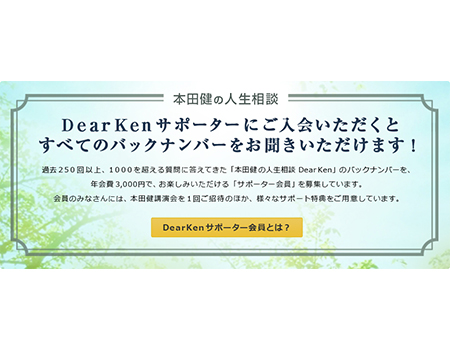 本田健の人生相談
DearKenサポーターにご入会いただくと
すべてのバックナンバーをお聞きいただけます！
過去２５０回以上、１０００を超える質問に答えてきた「本田健の人生相談 DearKen」のバックナンバーを、
年会費3,000円で、お楽しみいただける「サポーター会員」を募集しています。
会員のみなさんには、本田健講演会を１回ご招待のほか、様々なサポート特典をご用意しています。
DearKenサポーター会員とは？